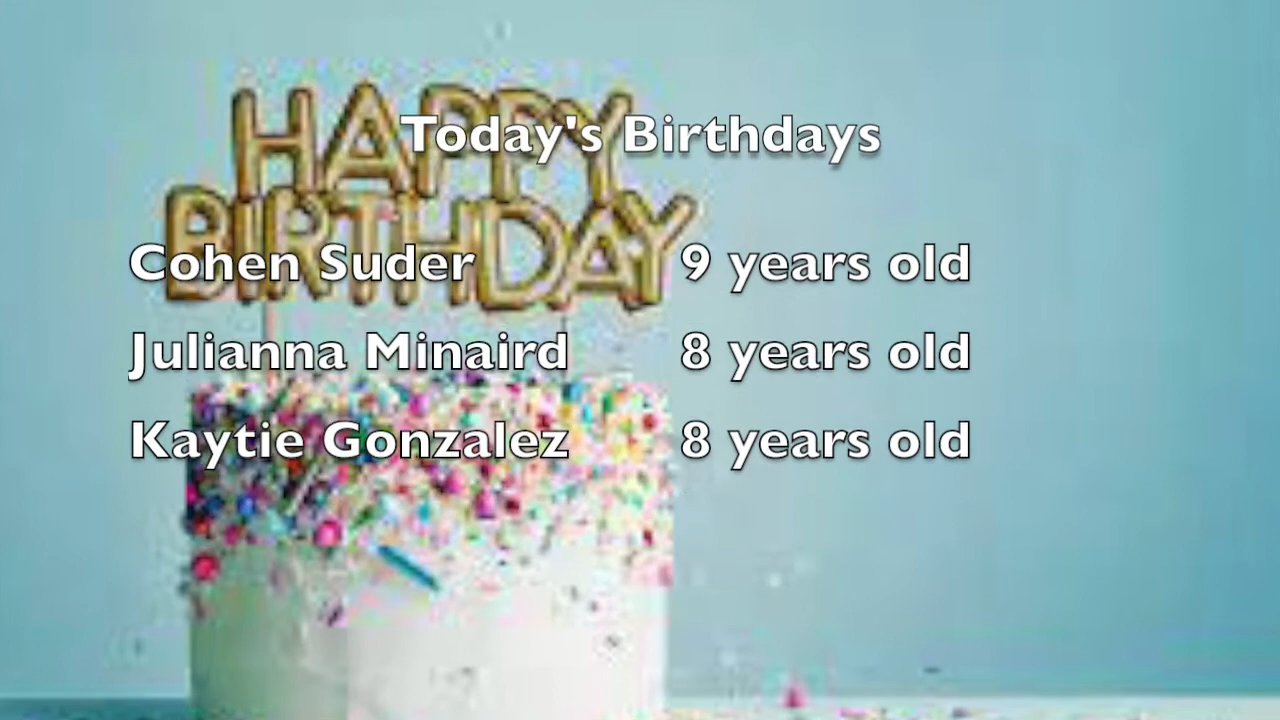 HAPPY
BIRTHDAY
Today's Birthdays
Cohen Suder 9 years old
Julianna Minaird 8 years old
Kaytie Gonzalez 8 years old